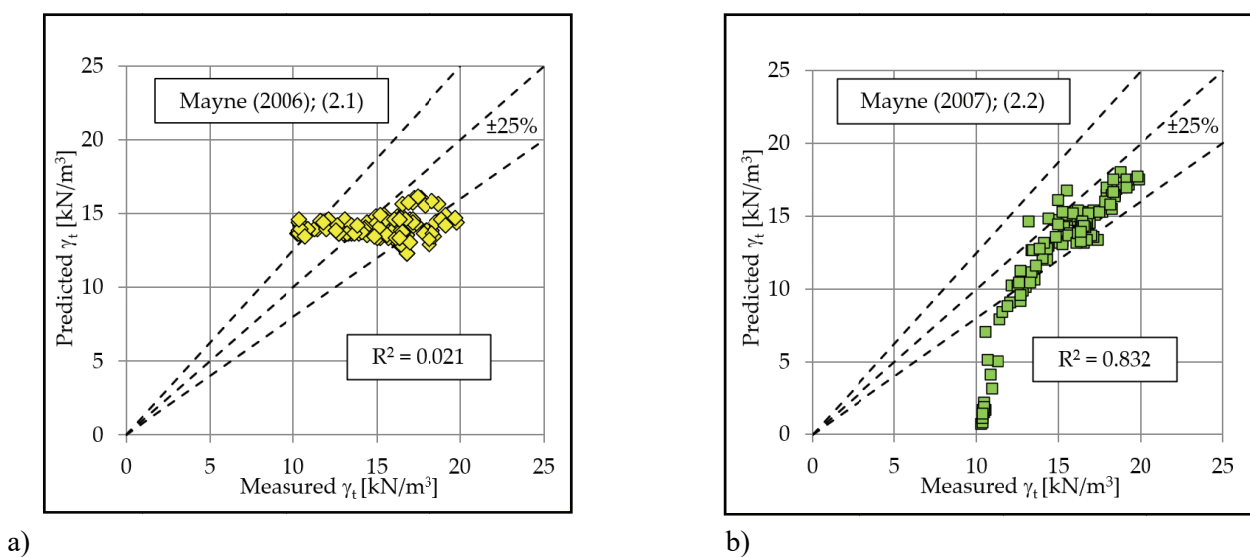 25
20
15
10
5
0
Predicted γt [kN/m³]
Mayne (2006); (2.1)
±25%
R² = 0.021
0 5 10 15 20 25
Measured γt [kN/m³]
a)
25
20
15
10
5
0
Predicted γt [kN/m³]
Mayne (2007); (2.2)
±25%
R² = 0.832
0 5 10 15 20 25
Measured γt [kN/m³]
b)